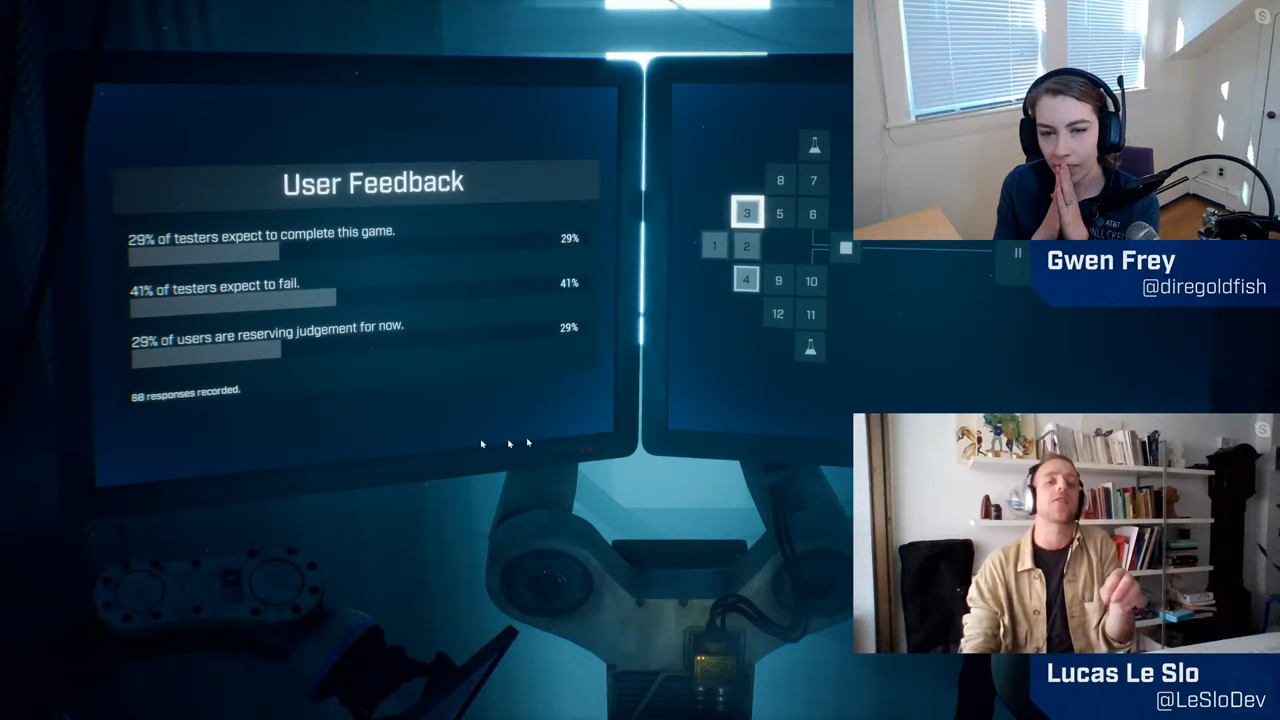 User Feedback
29% of testers expect to complete this game.
29%
41% of testers expect to fail.
41%
29% of users are reserving judgement for now.
29%
68 responses recorded.
8 7
3 5 6
1 2
4 9 10
12 11
AT&T
Gwen Frey
@diregoldfish
Lucas Le Slo
@LeSloDev